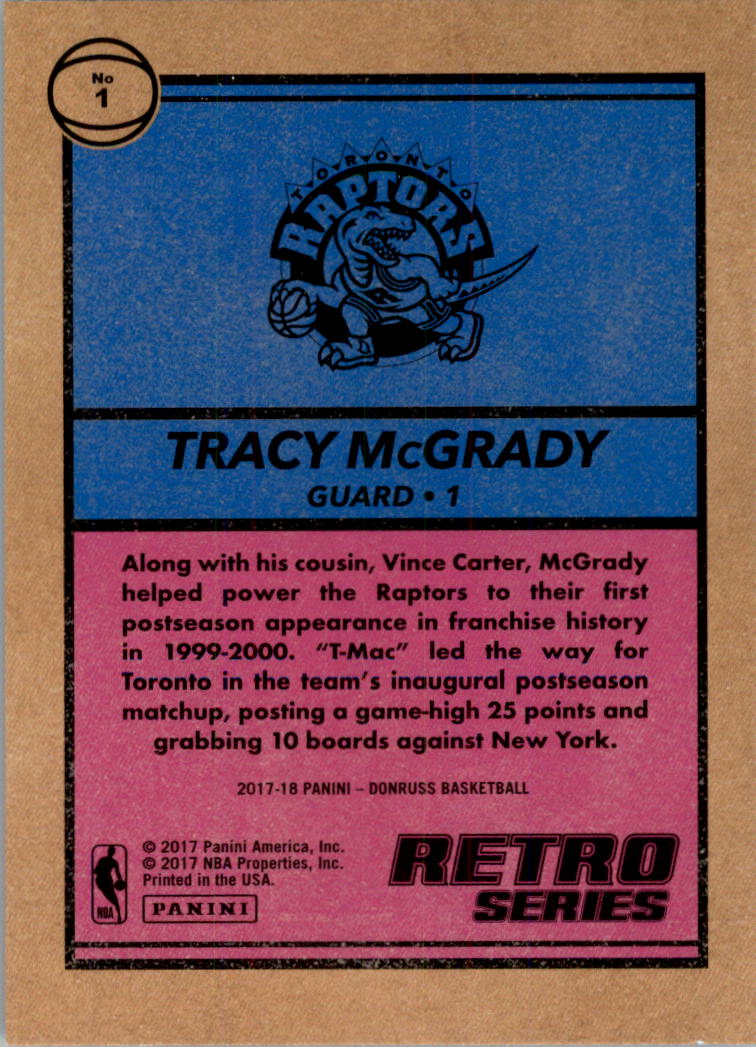 No
1
TORONTO
RAPTORS
TRACY McGRADY
GUARD • 1
Along with his cousin, Vince Carter, McGrady
helped power the Raptors to their first
postseason appearance in franchise history
in 1999-2000. “T-Mac” led the way for
Toronto in the team’s inaugural postseason
matchup, posting a game-high 25 points and
grabbing 10 boards against New York.
2017-18 PANINI – DONRUSS BASKETBALL
© 2017 Panini America, Inc.
© 2017 NBA Properties, Inc.
Printed in the USA.
NBA
PANINI
RETRO
SERIES